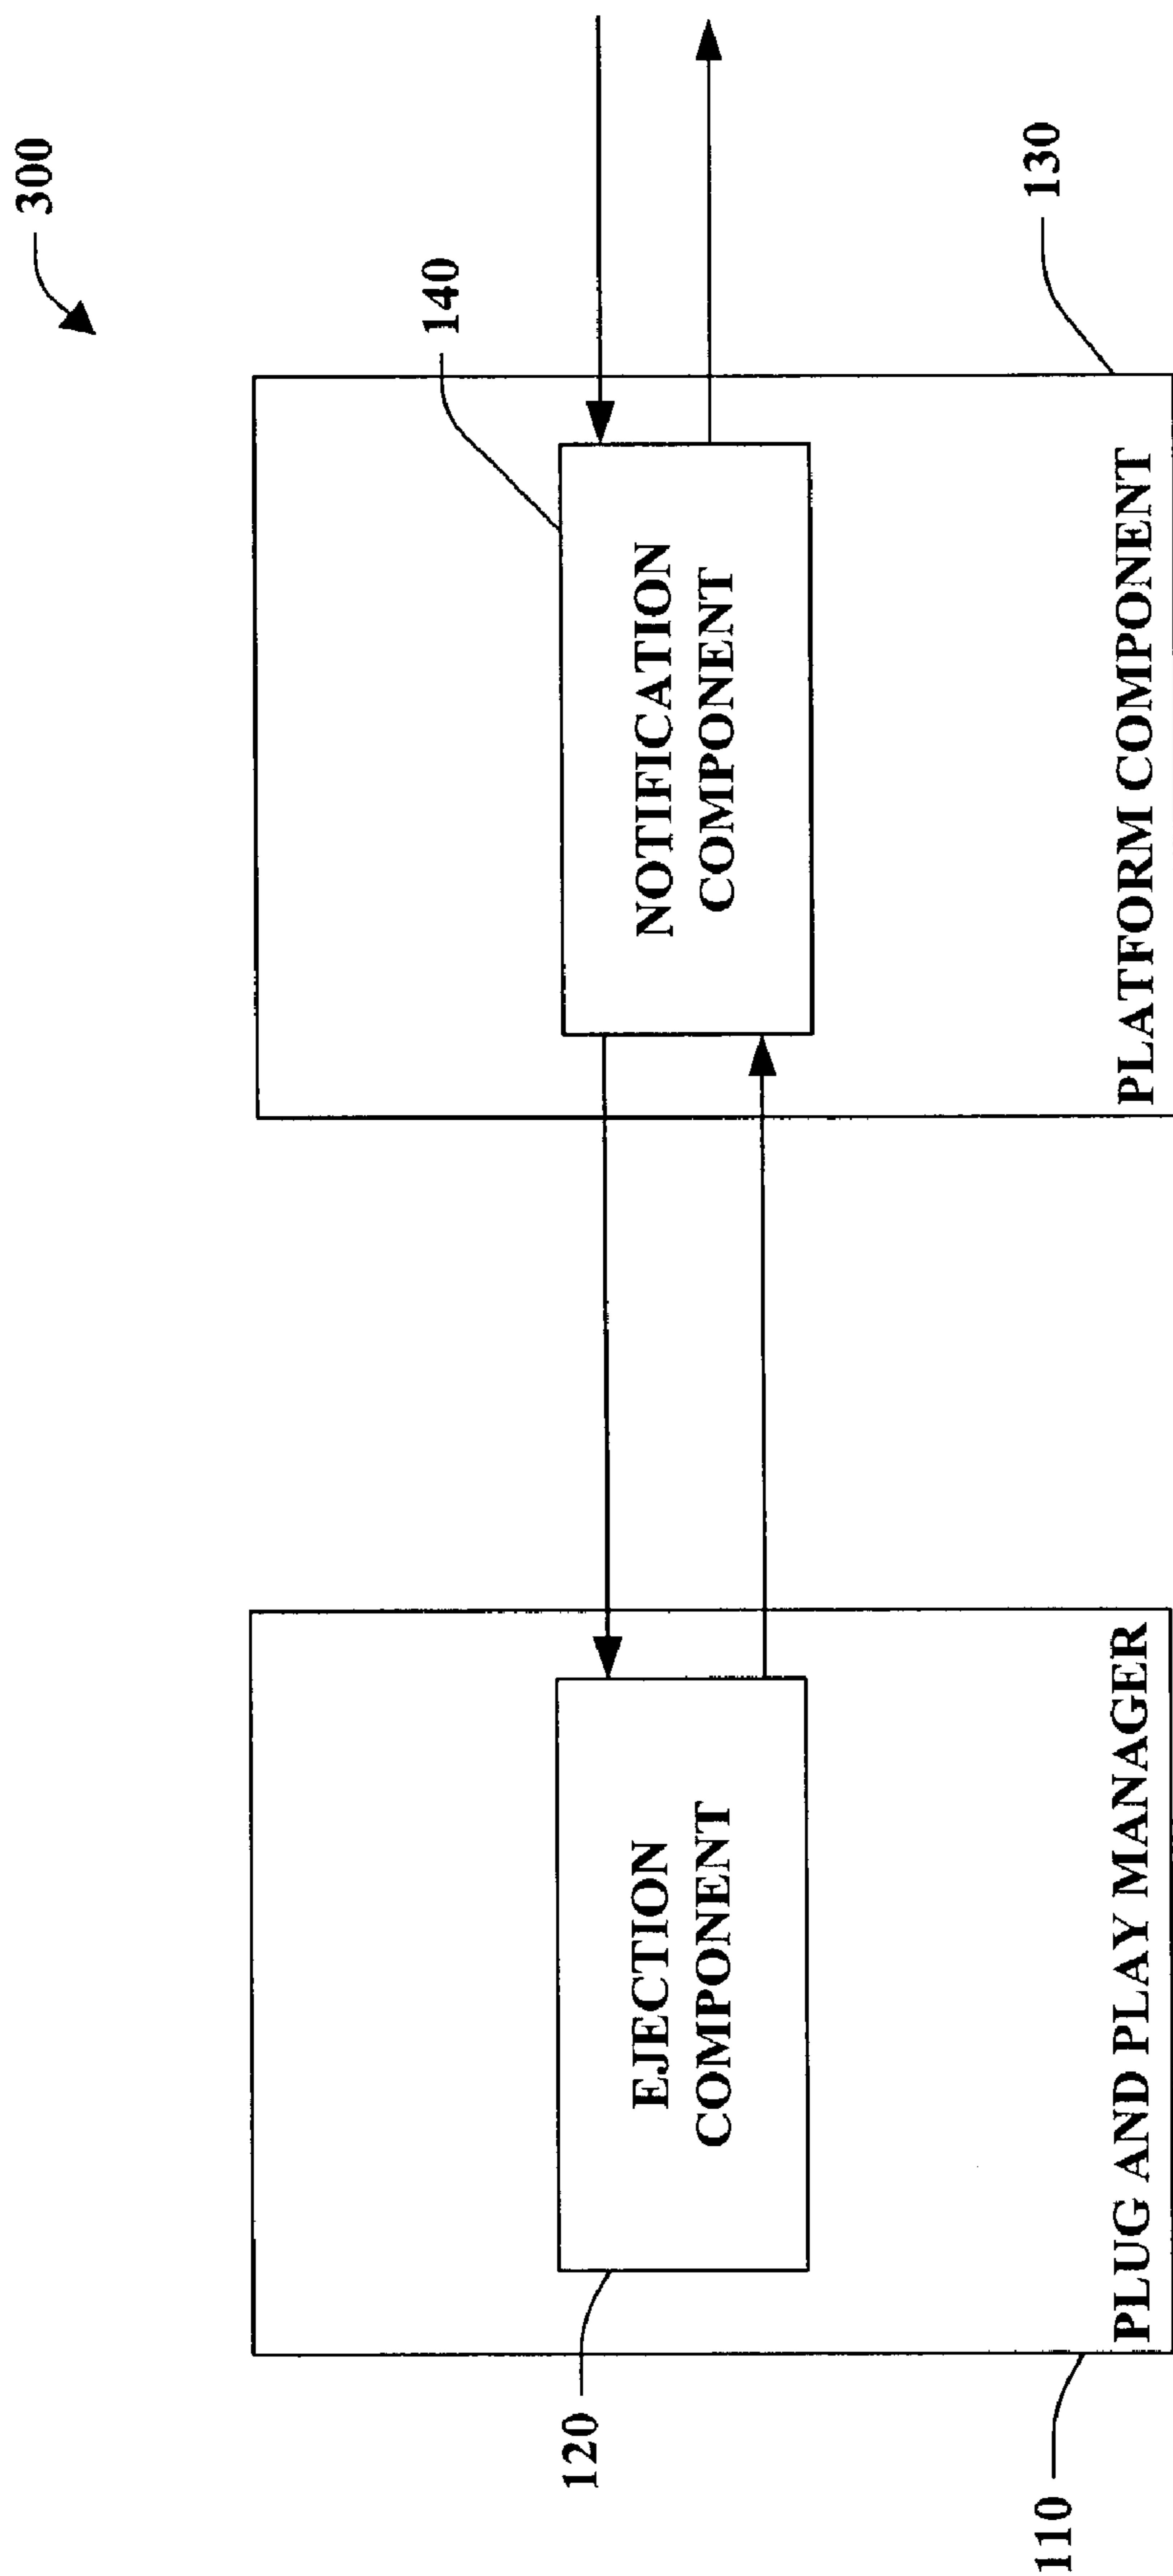 300
140
120
EJECTION
COMPONENT
NOTIFICATION
COMPONENT
130
110
PLUG AND PLAY MANAGER
PLATFORM COMPONENT